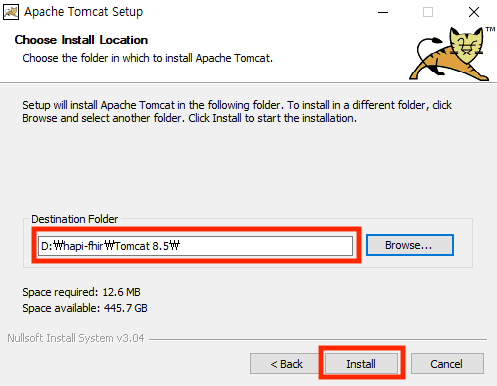 Apache Tomcat Setup
Choose Install Location
Choose the folder in which to install Apache Tomcat.
TM
Setup will install Apache Tomcat in the following folder. To install in a different folder, click
Browse and select another folder. Click Install to start the installation.
Destination Folder
D:₩hapi-fhir₩Tomcat 8.5₩
Browse...
Space required: 12.6 MB
Space available: 445.7 GB
Nullsoft Install System v3.04
< Back
Install
Cancel